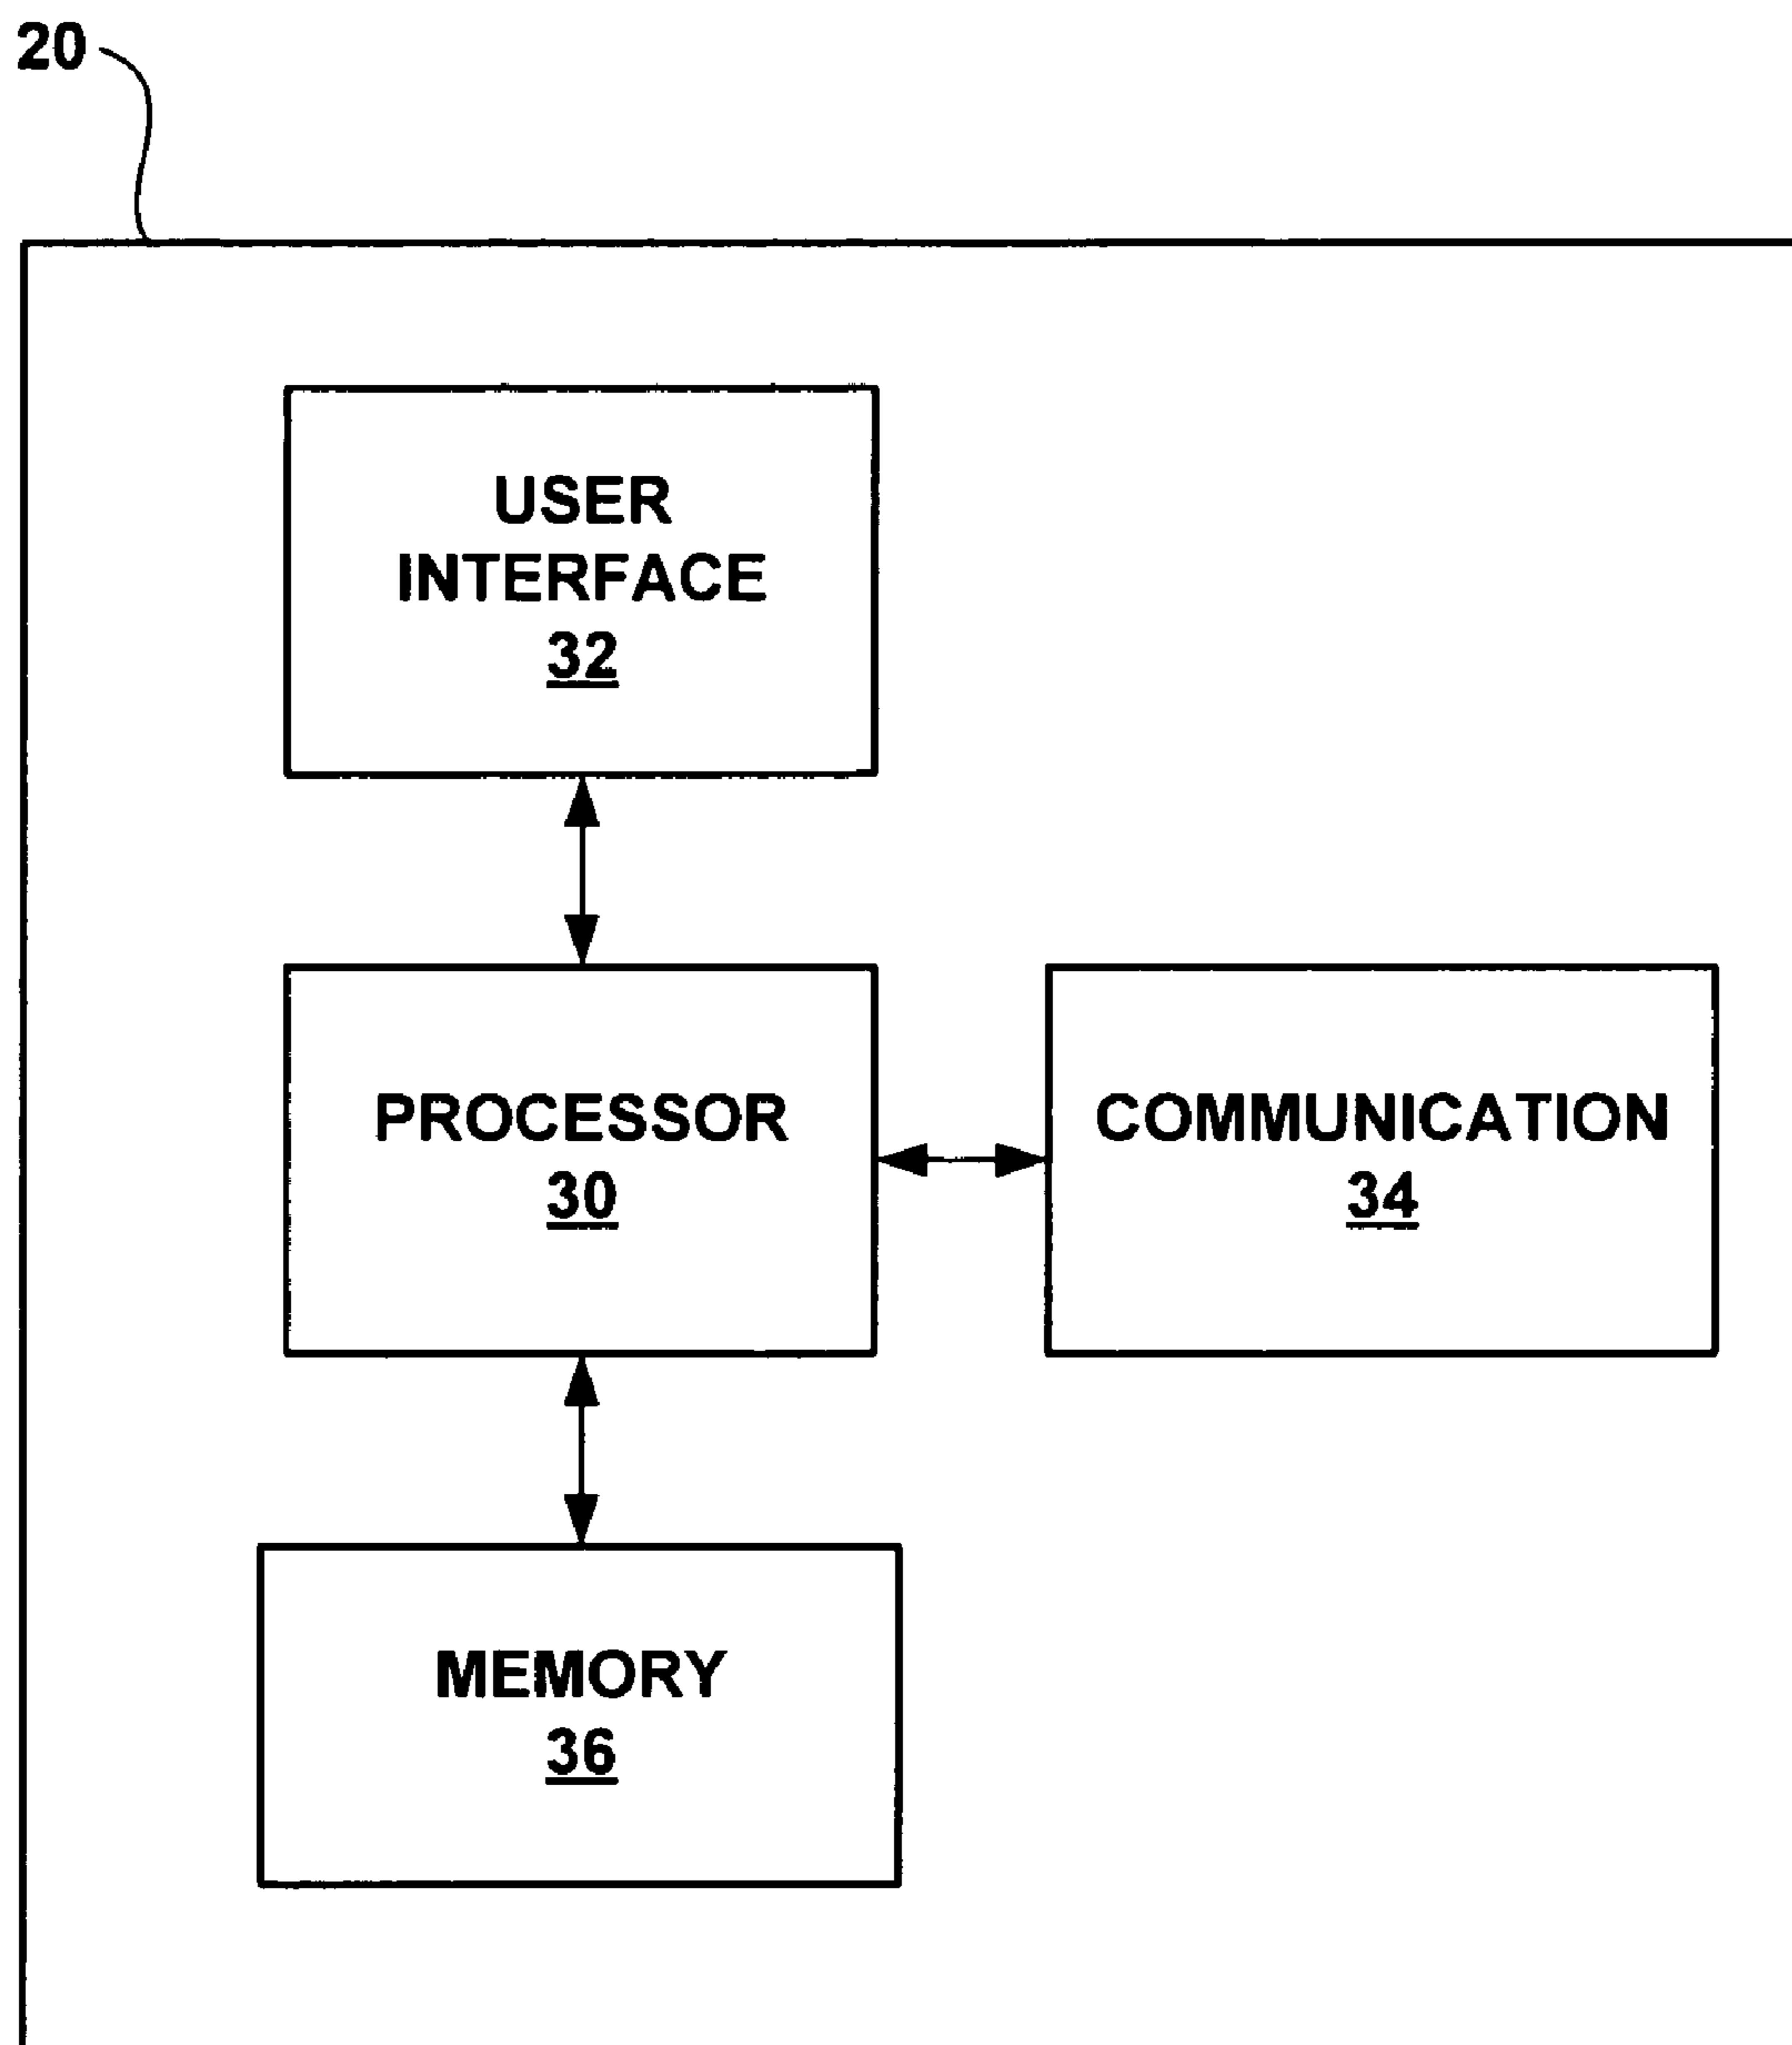 20
USER
INTERFACE
32
PROCESSOR
30
COMMUNICATION
34
MEMORY
36